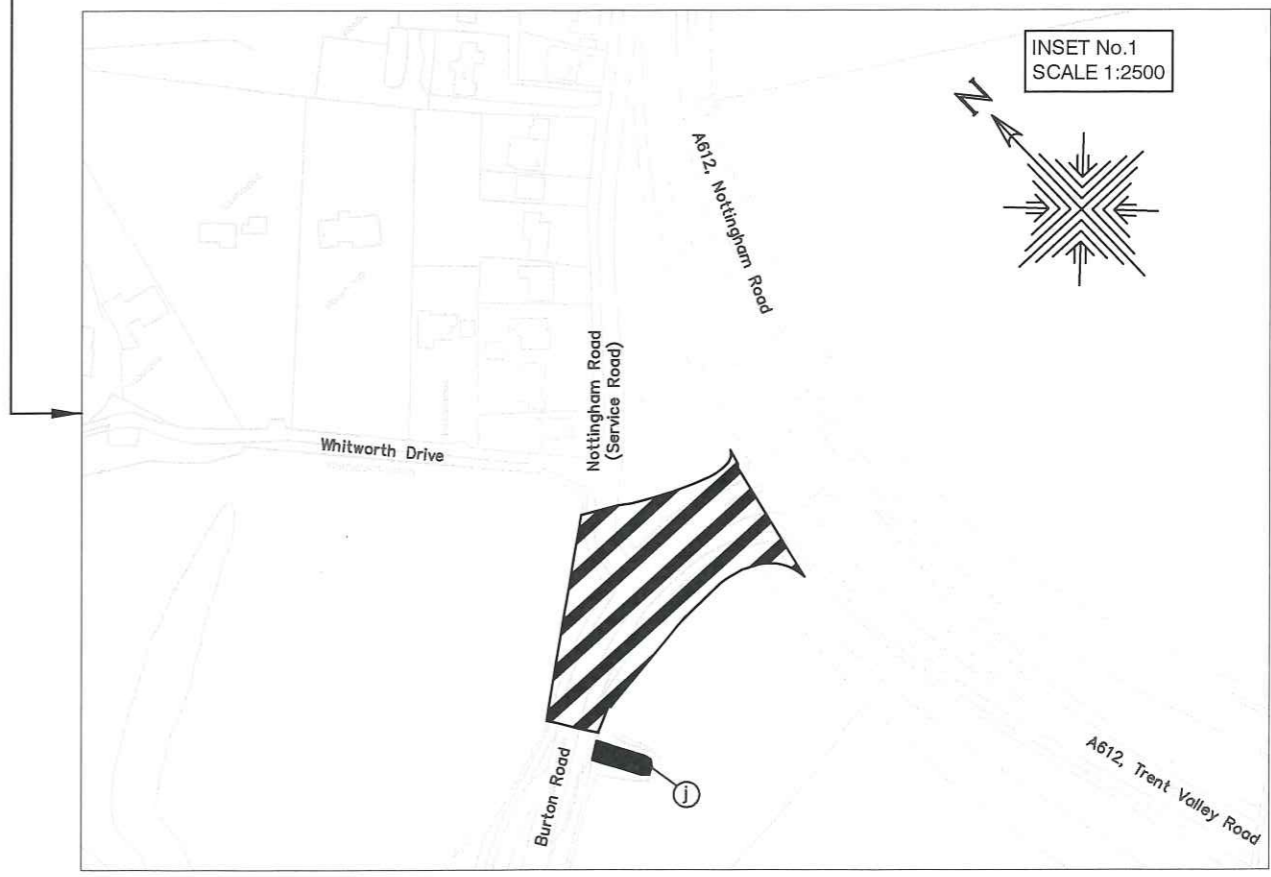 INSET No.1
SCALE 1:2500
N
A612, Nottingham Road
Nottingham Road
(Service Road)
Whitworth Drive
j
Burton Road
A612, Trent Valley Road